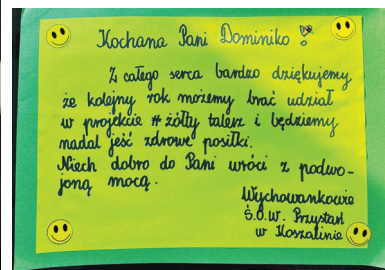 Kochana Pani Dominiko!
Z całego serca bardzo dziękujemy
że kolejny rok możemy brać udział
w projekcie # żółty talerz i będziemy
nadal jeść zdrowe posiłki.
Niech dobro do Pani wróci z podwo-
joną mocą.
Wychowankowie
Ś.O.W. Przystań
w Koszalinie